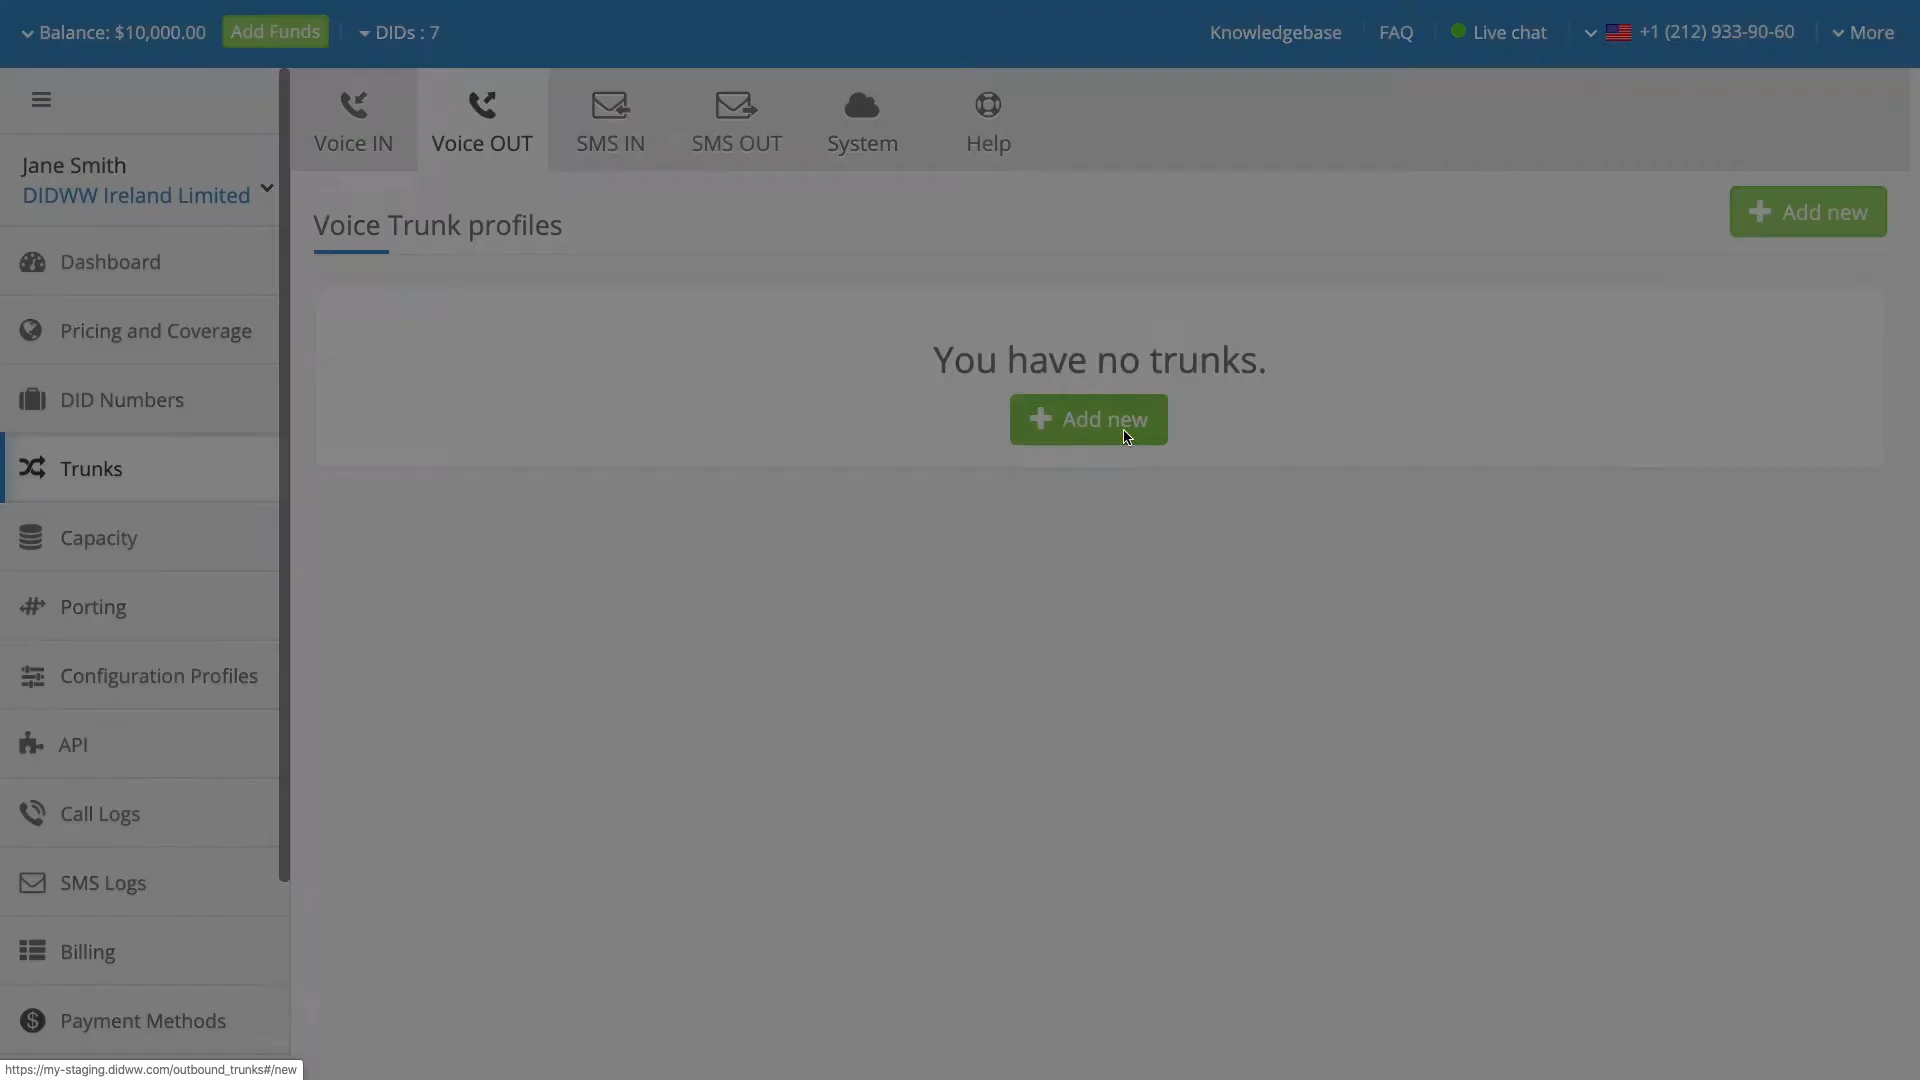 Balance: $10,000.00 Add Funds DIDs : 7 Knowledgebase FAQ Live chat +1 (212) 933-90-60 More
Jane Smith
DIDWW Ireland Limited
Dashboard
Pricing and Coverage
DID Numbers
Trunks
Capacity
Porting
Configuration Profiles
API
Call Logs
SMS Logs
Billing
Payment Methods
Voice IN Voice OUT SMS IN SMS OUT System Help
Voice Trunk profiles
Add new
You have no trunks.
Add new
https://my-staging.didww.com/outbound_trunks#/new